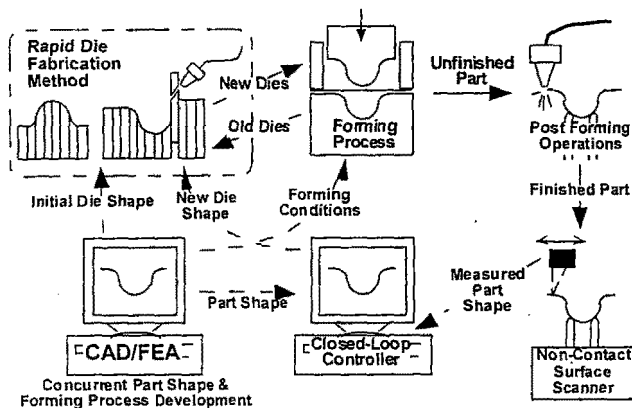 Rapid Die
Fabrication
Method
New Dies
Old Dies
Forming
Process
Unfinished
Part
Post Forming
Operations
Initial Die Shape
New Die
Shape
Forming
Conditions
Finished Part
Part Shape
Measured
Part
Shape
CAD/FEA
Closed-Loop
Controller
Non-Contact
Surface
Scanner
Concurrent Part Shape &
Forming Process Development